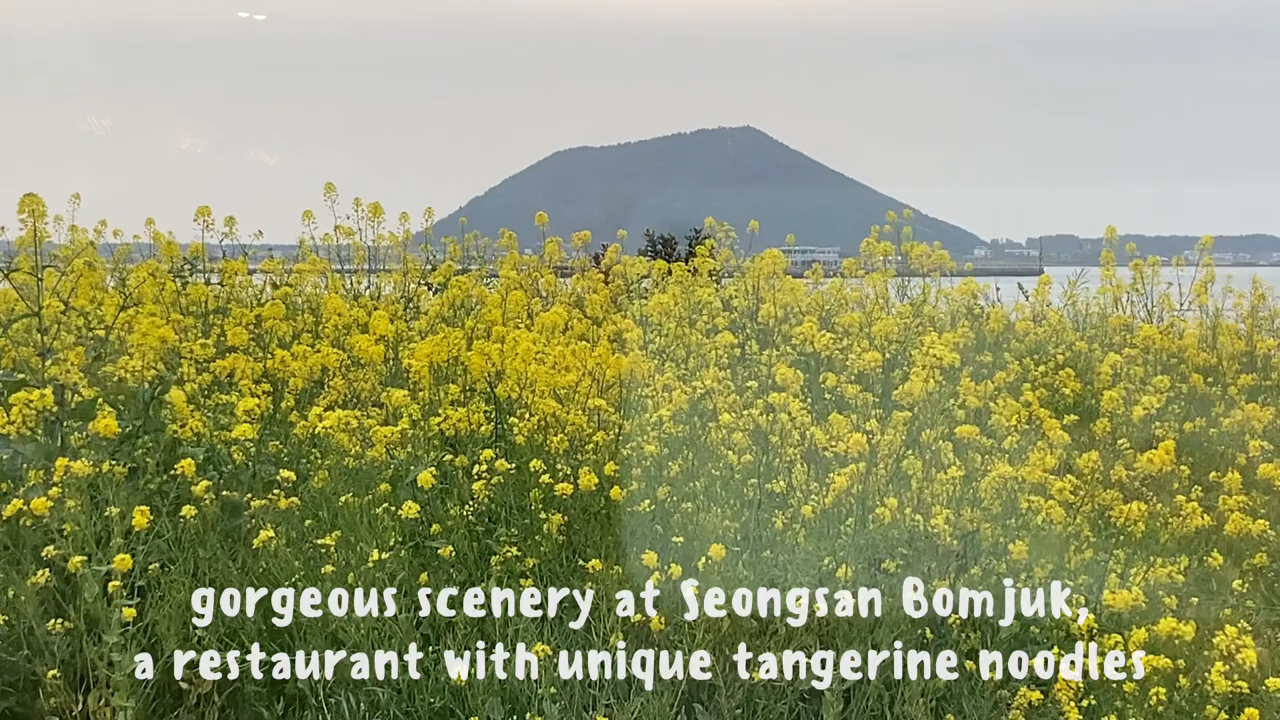 gorgeous scenery at Seongsan Bomjuk,
a restaurant with unique tangerine noodles